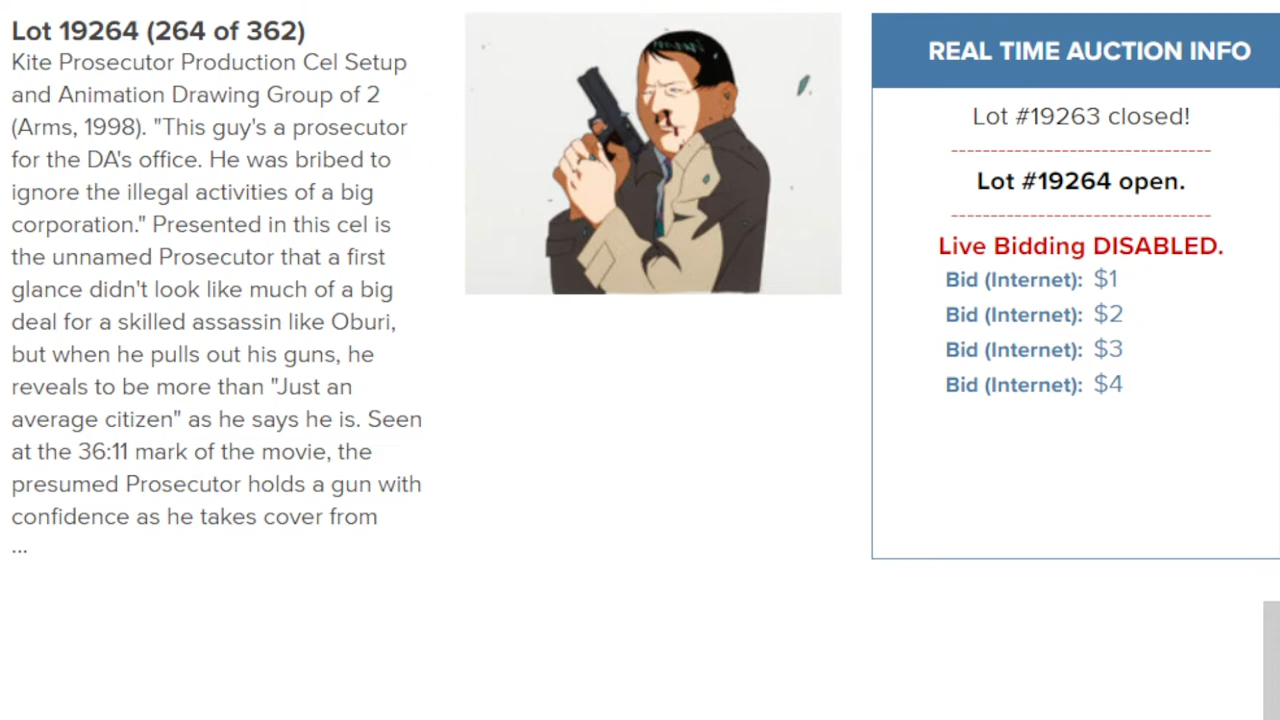 Lot 19264 (264 of 362)
Kite Prosecutor Production Cel Setup
and Animation Drawing Group of 2
(Arms, 1998). "This guy's a prosecutor
for the DA's office. He was bribed to
ignore the illegal activities of a big
corporation." Presented in this cel is
the unnamed Prosecutor that a first
glance didn't look like much of a big
deal for a skilled assassin like Oburi,
but when he pulls out his guns, he
reveals to be more than "Just an
average citizen" as he says he is. Seen
at the 36:11 mark of the movie, the
presumed Prosecutor holds a gun with
confidence as he takes cover from
...
REAL TIME AUCTION INFO
Lot #19263 closed!
---------------------------------
Lot #19264 open.
---------------------------------
Live Bidding DISABLED.
Bid (Internet): $1
Bid (Internet): $2
Bid (Internet): $3
Bid (Internet): $4